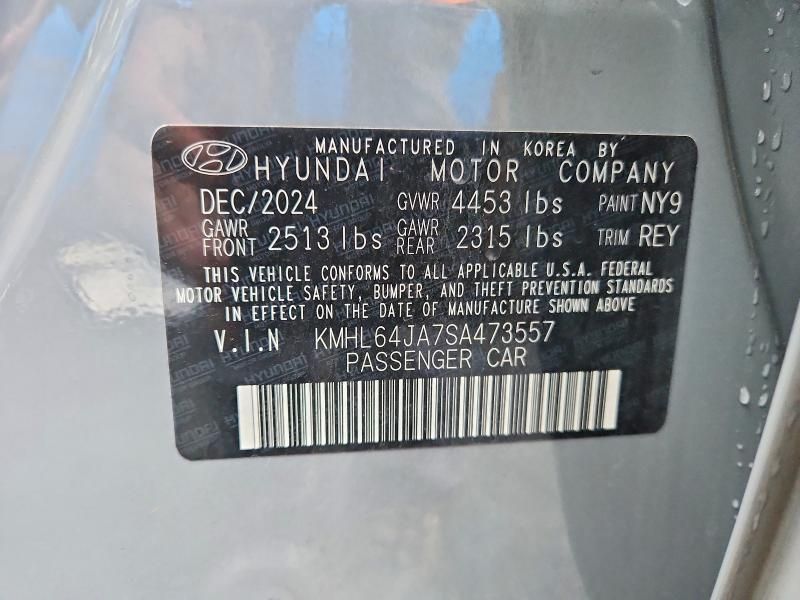 MANUFACTURED IN KOREA BY
HYUNDAI MOTOR COMPANY
DEC/2024 GVWR 4453 lbs PAINT NY9
GAWR FRONT 2513 lbs GAWR REAR 2315 lbs TRIM REY
THIS VEHICLE CONFORMS TO ALL APPLICABLE U.S.A. FEDERAL
MOTOR VEHICLE SAFETY, BUMPER, AND THEFT PREVENTION STANDARDS
IN EFFECT ON THE DATE OF MANUFACTURE SHOWN ABOVE
V.I.N KMHL64JA7SA473557
PASSENGER CAR